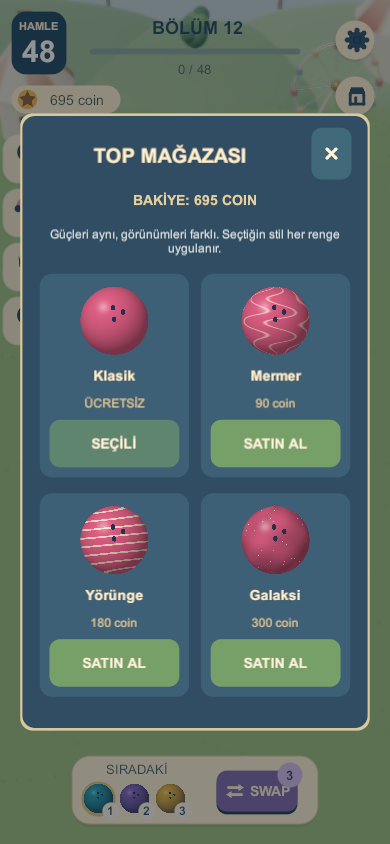 HAMLE
48
BÖLÜM 12
0 / 48
695 coin
TOP MAĞAZASI
×
BAKİYE: 695 COIN
Güçleri aynı, görünümleri farklı. Seçtiğin stil her renge
uygulanır.
Klasik
ÜCRETSİZ
SEÇİLİ
Mermer
90 coin
SATIN AL
Yörünge
180 coin
SATIN AL
Galaksi
300 coin
SATIN AL
SIRADAKİ
1
2
3
SWAP
3